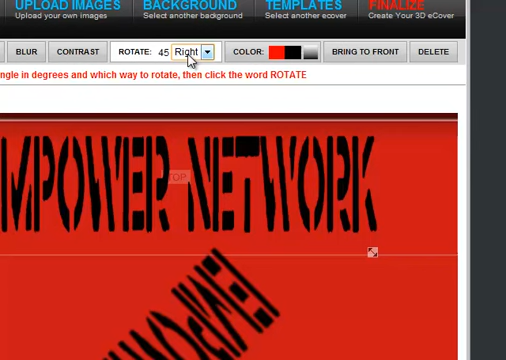 UPLOAD IMAGES BACKGROUND TEMPLATES FINALIZE
Upload your own images Select another background Select another ecover Create Your 3D eCover
BLUR CONTRAST ROTATE: 45 Right COLOR: BRING TO FRONT DELETE
ngle in degrees and which way to rotate, then click the word ROTATE
MPOWER NETWORK
TOP